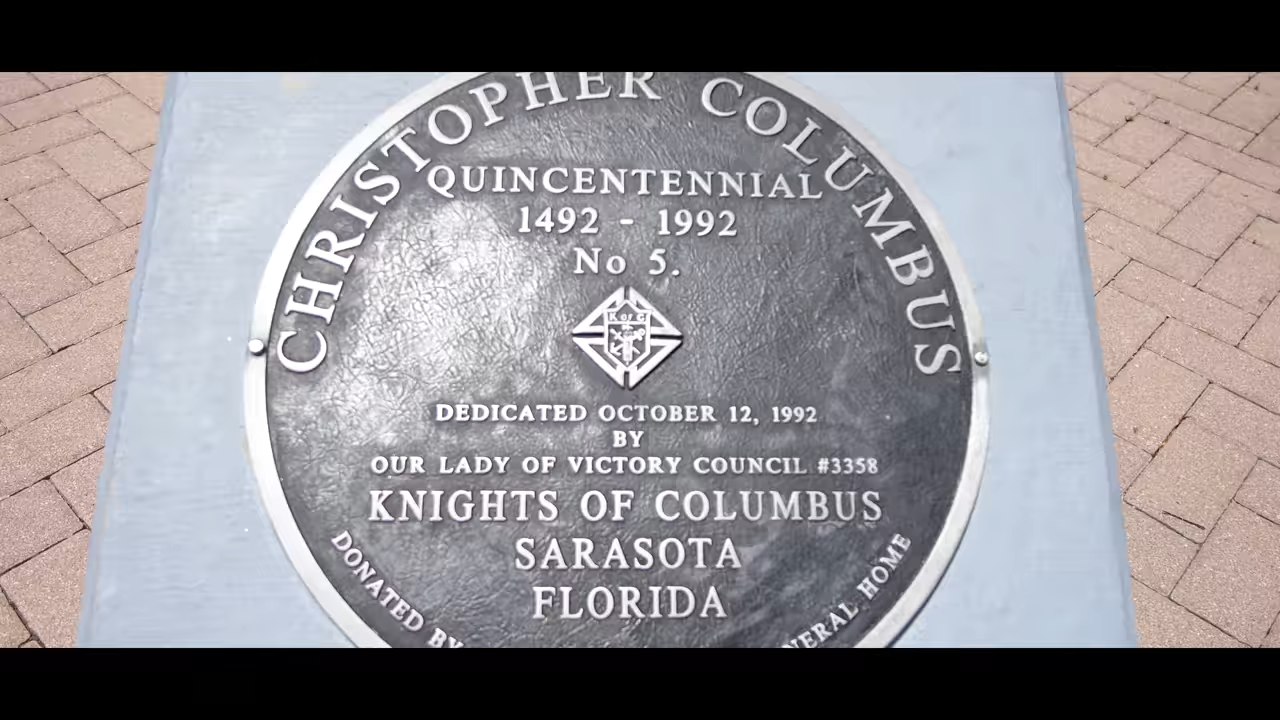 CHRISTOPHER COLUMBUS
QUINCENTENNIAL
1492 - 1992
No 5.
K OF C
DEDICATED OCTOBER 12, 1992
BY
OUR LADY OF VICTORY COUNCIL #3358
KNIGHTS OF COLUMBUS
SARASOTA
FLORIDA
DONATED BY
HOME